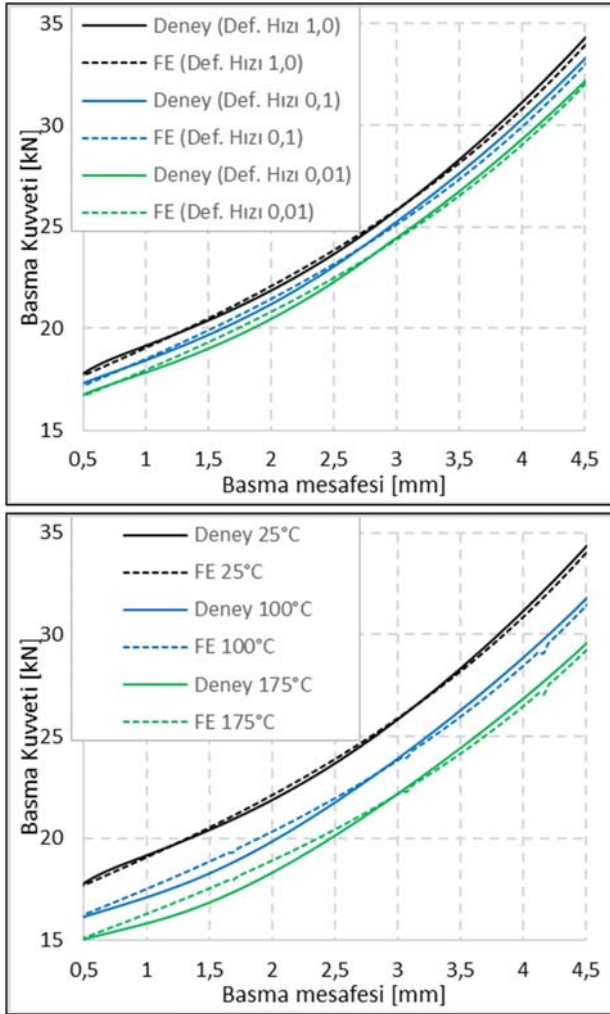 35
30
25
20
15
Basma Kuvveti [kN]
Deney (Def. Hızı 1,0)
FE (Def. Hızı 1,0)
Deney (Def. Hızı 0,1)
FE (Def. Hızı 0,1)
Deney (Def. Hızı 0,01)
FE (Def. Hızı 0,01)
0,5 1 1,5 2 2,5 3 3,5 4 4,5
Basma mesafesi [mm]
35
30
25
20
15
Basma Kuvveti [kN]
Deney 25°C
FE 25°C
Deney 100°C
FE 100°C
Deney 175°C
FE 175°C
0,5 1 1,5 2 2,5 3 3,5 4 4,5
Basma mesafesi [mm]